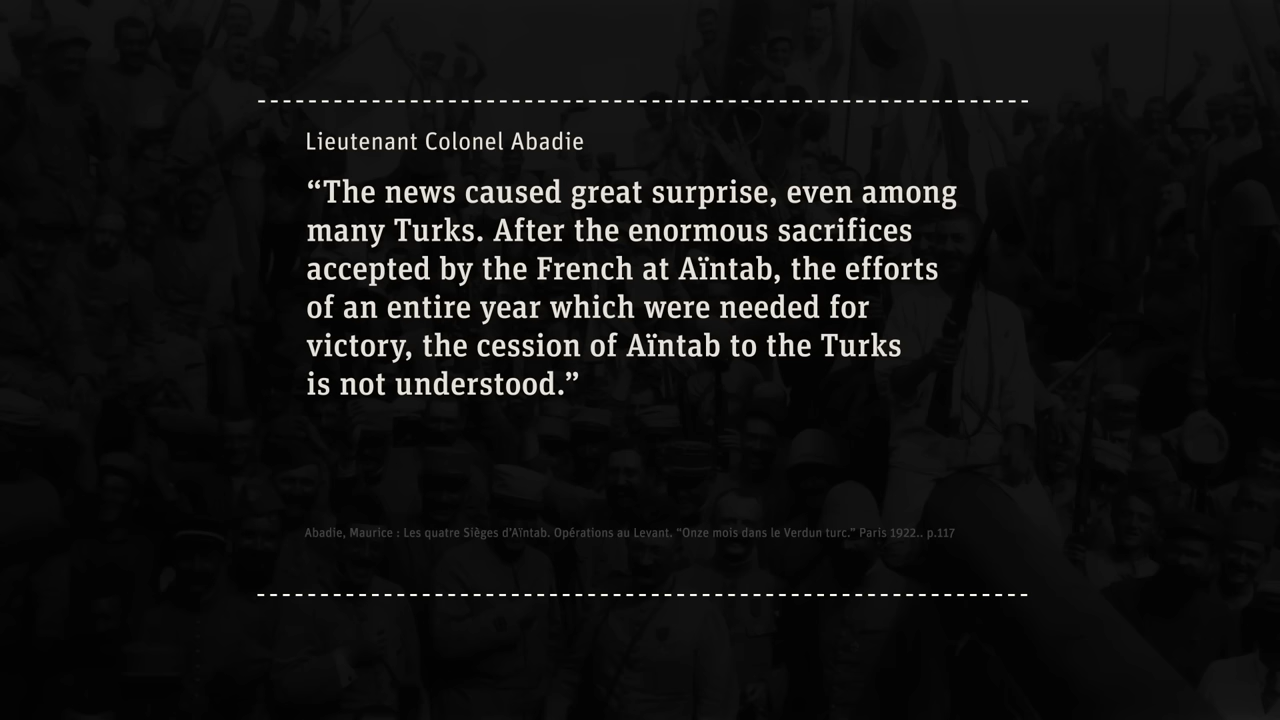 Lieutenant Colonel Abadie
“The news caused great surprise, even among
many Turks. After the enormous sacrifices
accepted by the French at Aïntab, the efforts
of an entire year which were needed for
victory, the cession of Aïntab to the Turks
is not understood.”
Abadie, Maurice : Les quatre Sièges d’Aïntab. Opérations au Levant. “Onze mois dans le Verdun turc.” Paris 1922.. p.117